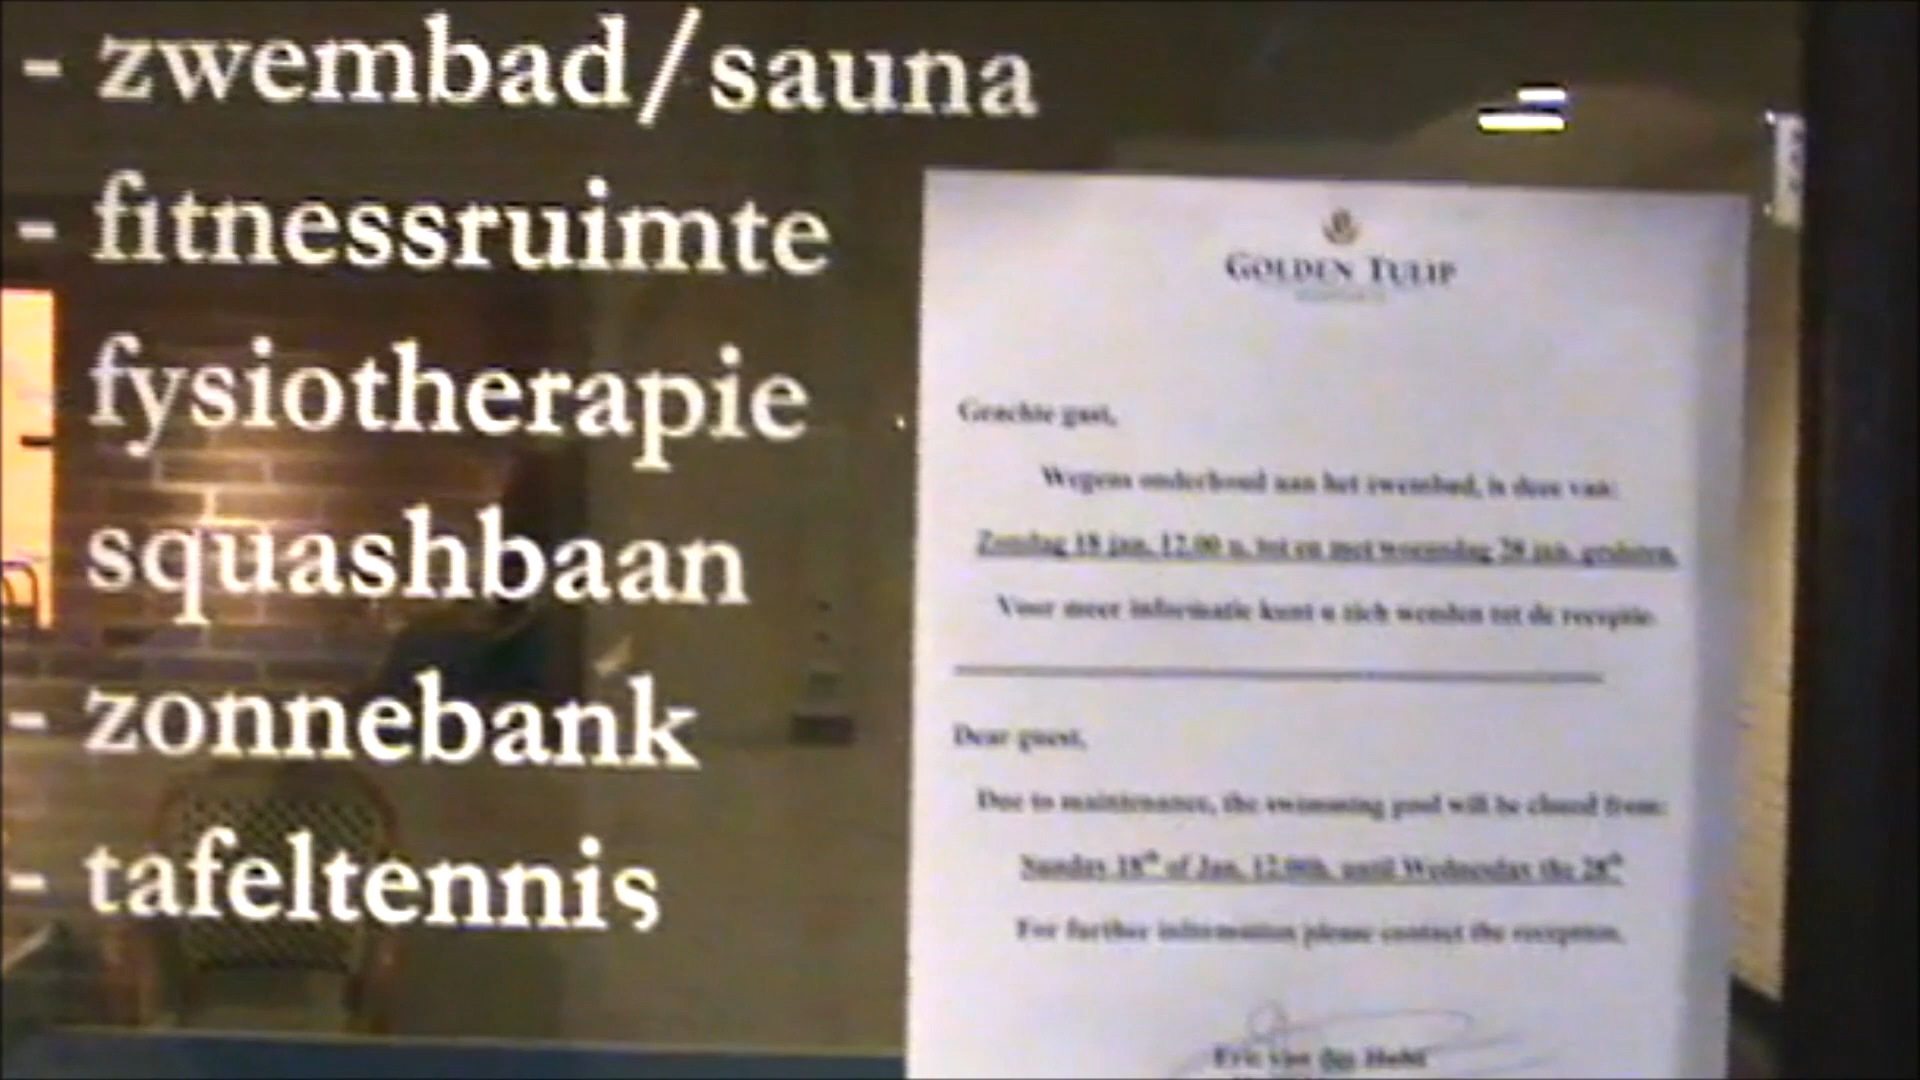 - zwembad/sauna
- fitnessruimte
fysiotherapie
squashbaan
- zonnebank
- tafeltennis
GOLDEN TULIP
Geachte gast,
Wegens onderhoud aan het zwembad, is deze van:
Zondag 18 jan. 12.00 u. tot en met woensdag 28 jan. gesloten.
Voor meer informatie kunt u zich wenden tot de receptie.
Dear guest,
Due to maintenance, the swimming pool will be closed from:
Sunday 18th of Jan. 12.00h. until Wednesday the 28th
For further information please contact the reception.
Eric van der